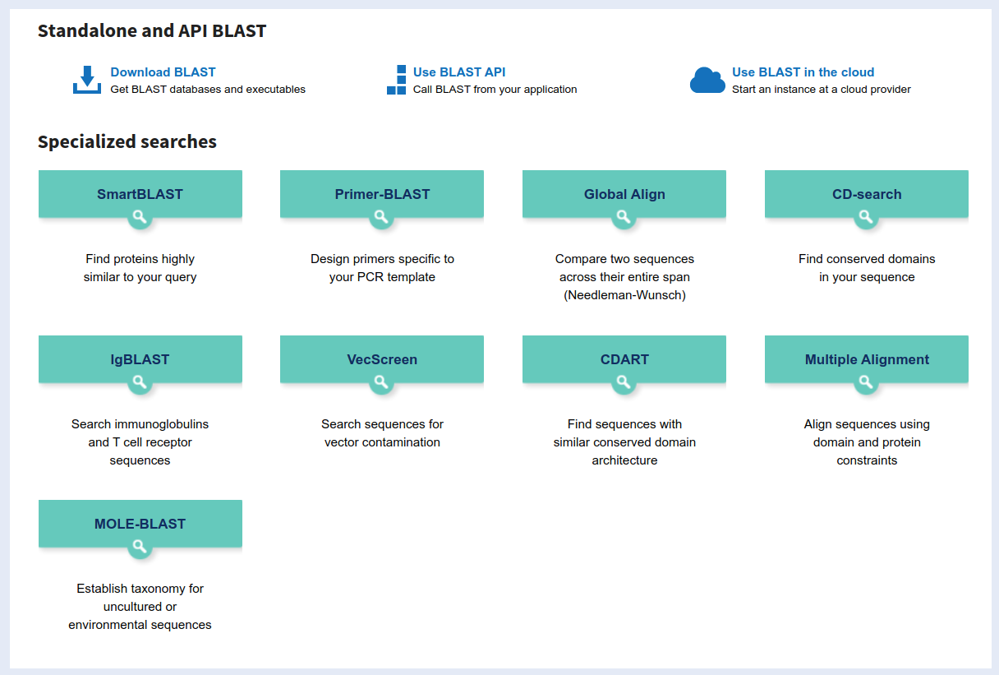 Standalone and API BLAST
Download BLAST
Get BLAST databases and executables
Use BLAST API
Call BLAST from your application
Use BLAST in the cloud
Start an instance at a cloud provider
Specialized searches
SmartBLAST
Find proteins highly
similar to your query
Primer-BLAST
Design primers specific to
your PCR template
Global Align
Compare two sequences
across their entire span
(Needleman-Wunsch)
CD-search
Find conserved domains
in your sequence
IgBLAST
Search immunoglobulins
and T cell receptor
sequences
VecScreen
Search sequences for
vector contamination
CDART
Find sequences with
similar conserved domain
architecture
Multiple Alignment
Align sequences using
domain and protein
constraints
MOLE-BLAST
Establish taxonomy for
uncultured or
environmental sequences